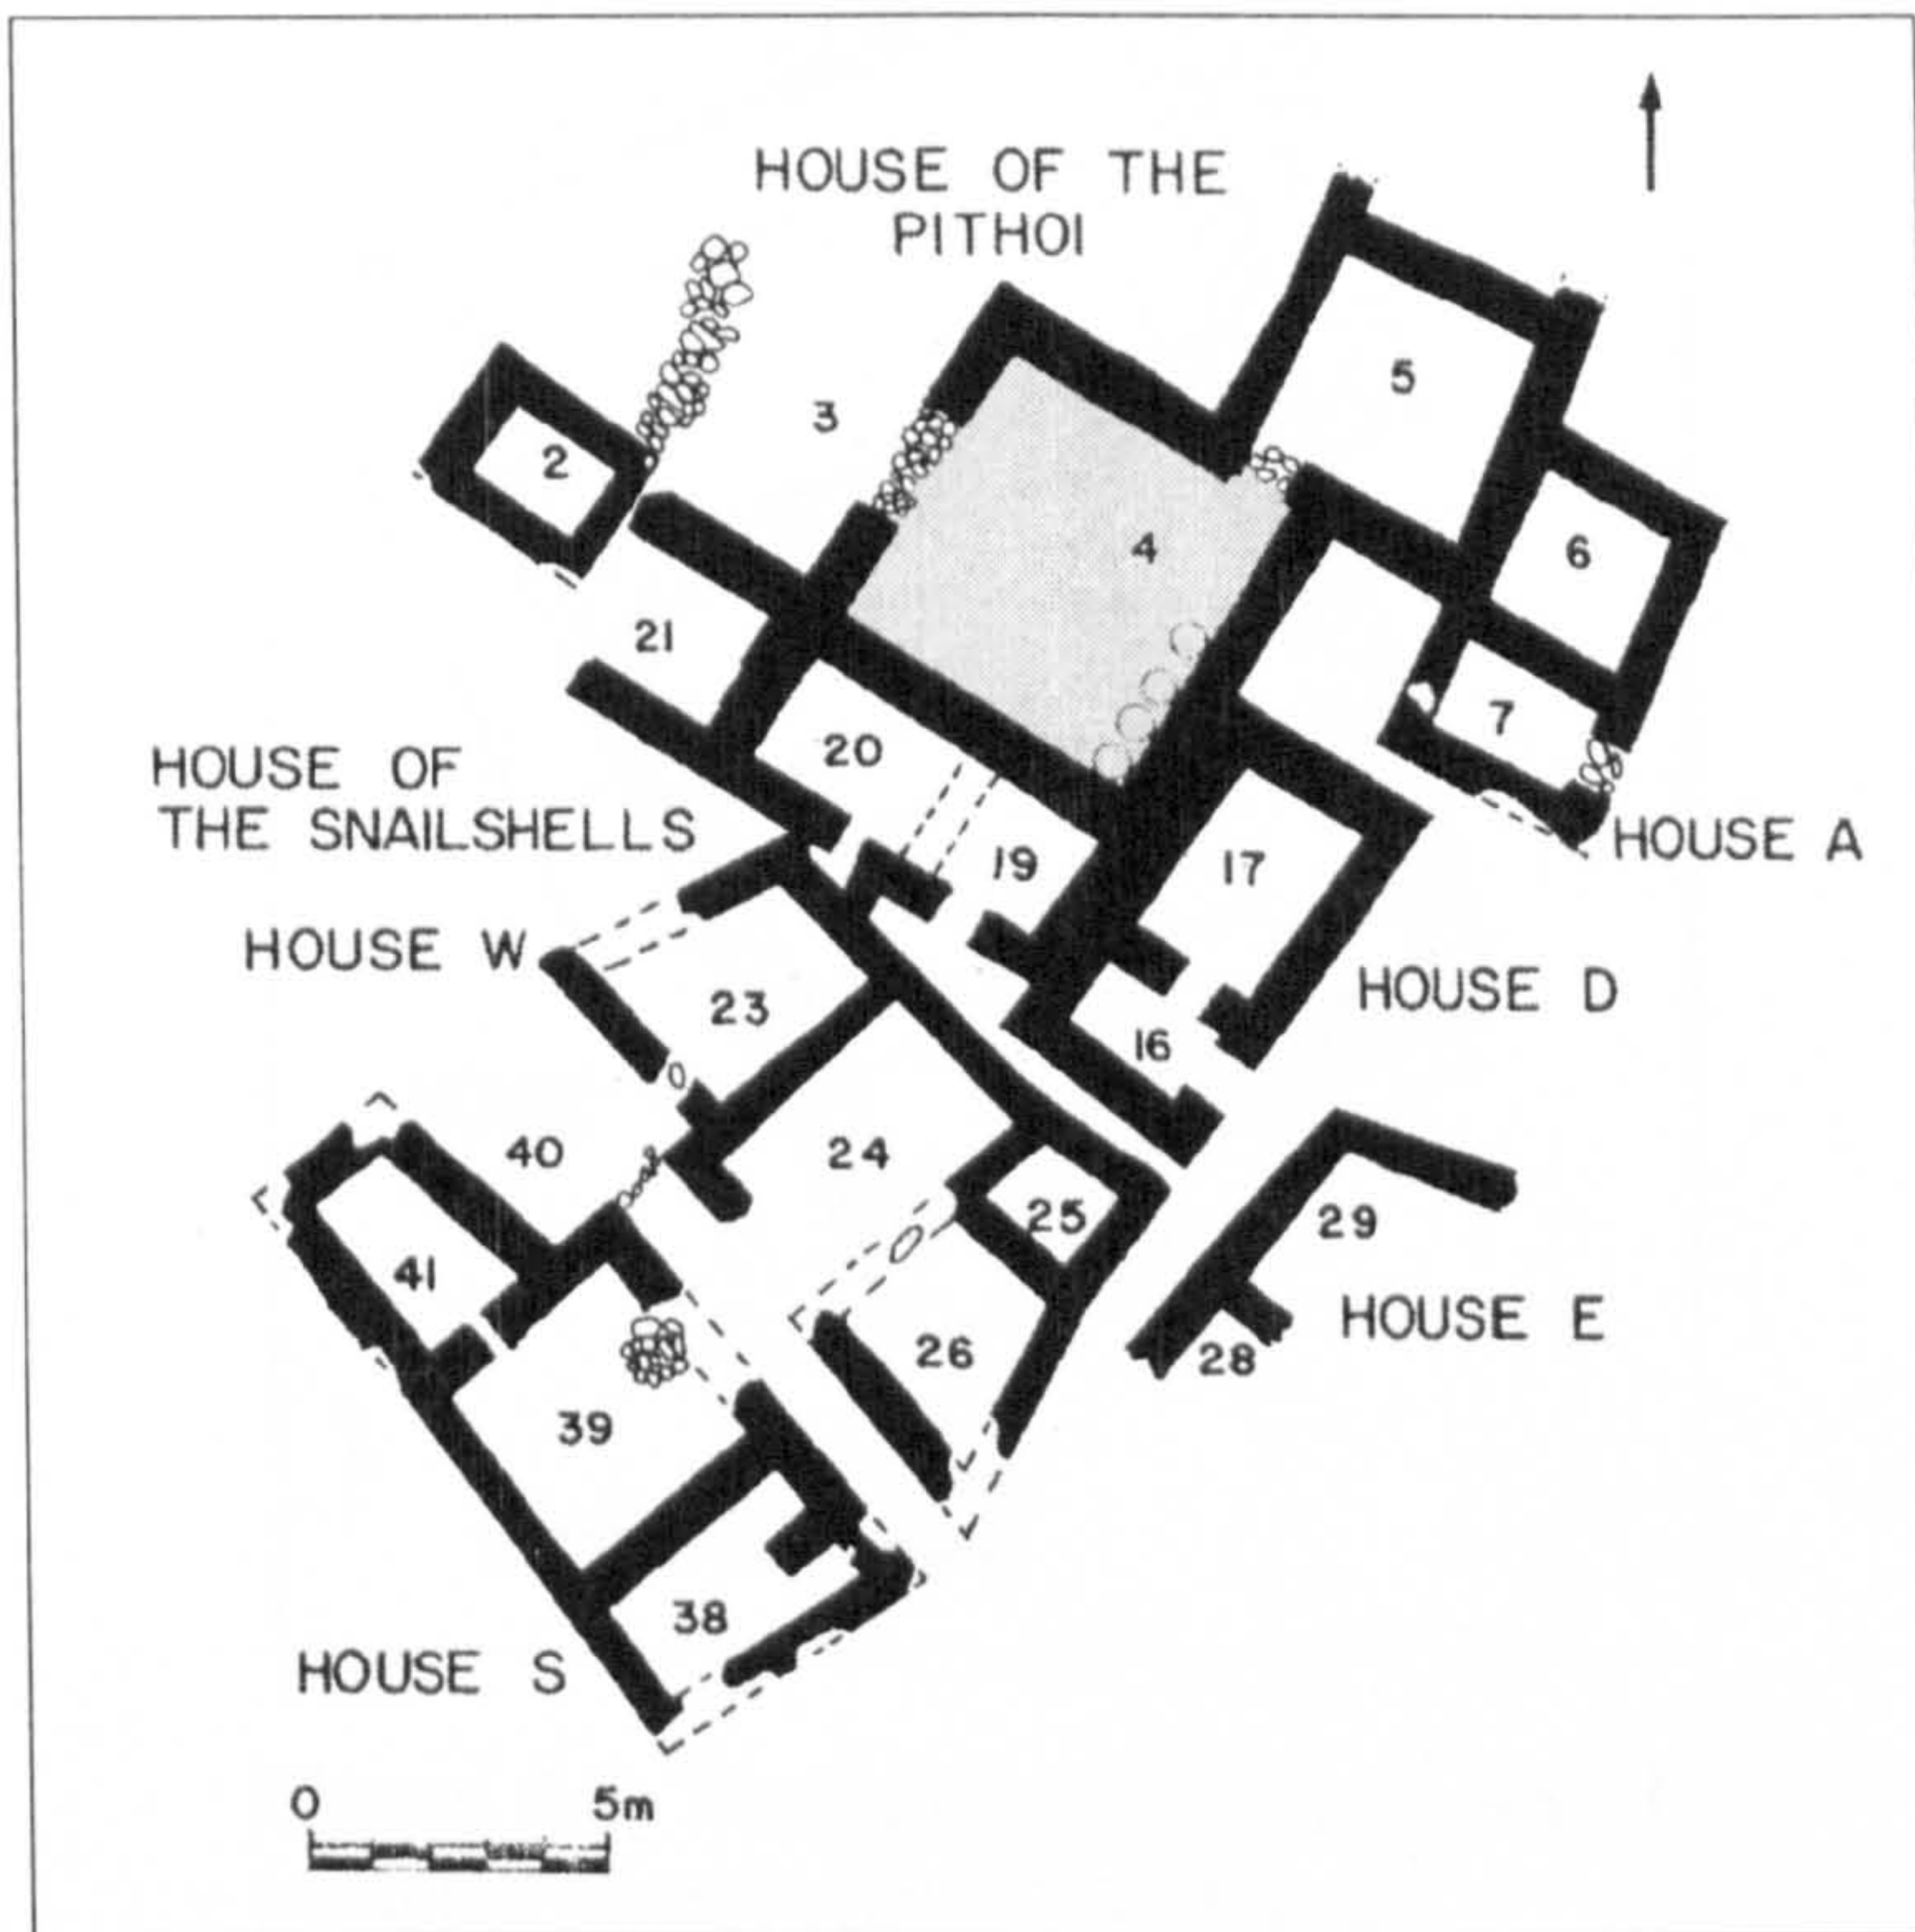 HOUSE OF THE
PITHOI
5
3
2
4
6
21
7
20
HOUSE OF
THE SNAILSHELLS
19
17
HOUSE A
HOUSE W
23
HOUSE D
16
40
24
25
29
41
HOUSE E
26
28
39
38
HOUSE S
0 5m